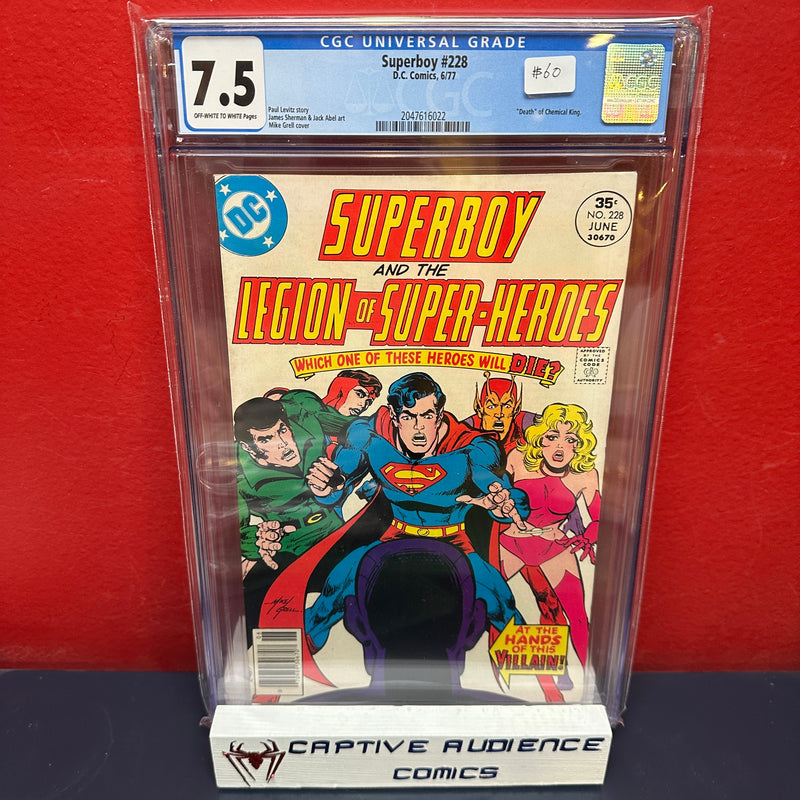 CGC UNIVERSAL GRADE
7.5
OFF-WHITE TO WHITE Pages
Superboy #228
D.C. Comics, 6/77
$60
Paul Levitz story
James Sherman & Jack Abel art
Mike Grell cover
2047616022
"Death" of Chemical King.
CGC
DC
35¢
NO. 228
JUNE
30670
SUPERBOY
AND THE
LEGION OF SUPER-HEROES
WHICH ONE OF THESE HEROES WILL DIE?
APPROVED
BY THE
COMICS
CODE
AUTHORITY
S
MIKE
GRELL
AT THE
HANDS
OF THIS
VILLAIN!
CAPTIVE AUDIENCE
COMICS